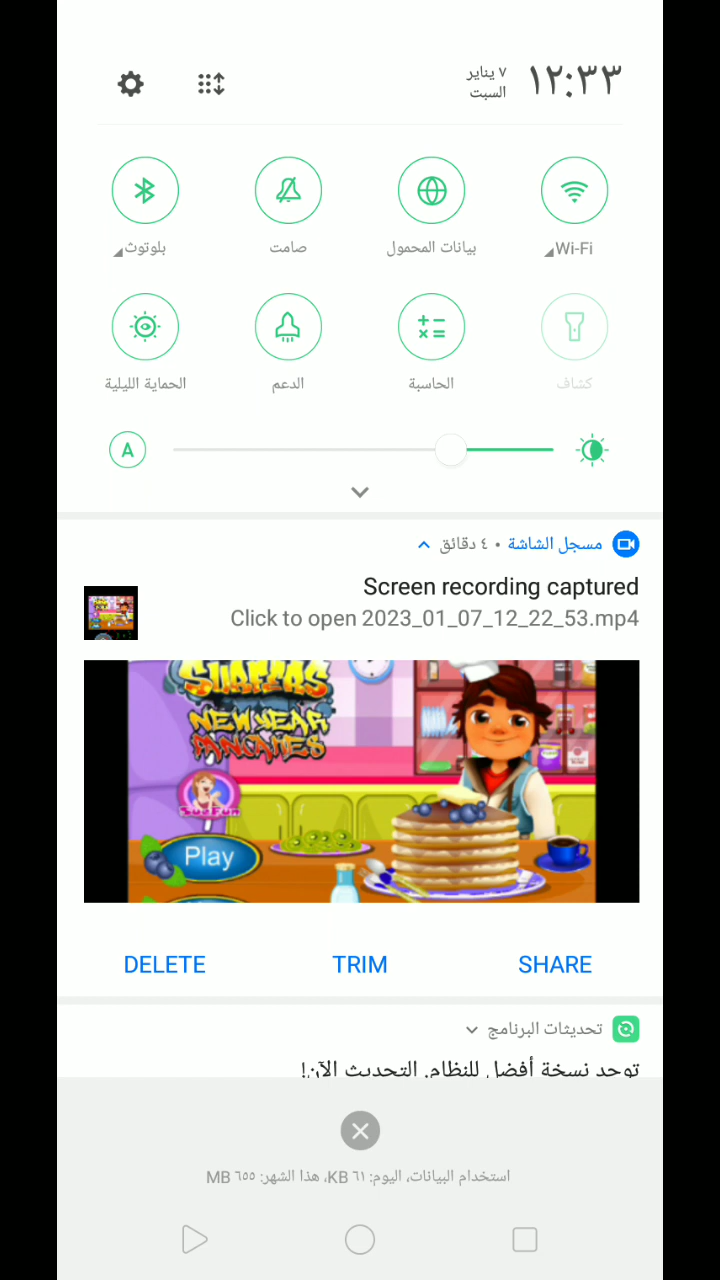 ١٢:٣٣
٧ يناير
السبت
Wi-Fi
بيانات المحمول
صامت
بلوتوث
كشاف
الحاسبة
الدعم
الحماية الليلية
A
مسجل الشاشة • ٤ دقائق
Screen recording captured
Click to open 2023_01_07_12_22_53.mp4
SURFERS
NEW YEAR
PANCAKES
SueFun
Play
DELETE
TRIM
SHARE
تحديثات البرنامج
توجد نسخة أفضل للنظام. التحديث الآن!
استخدام البيانات، اليوم: ٦١ KB، هذا الشهر: ٦٥٥ MB